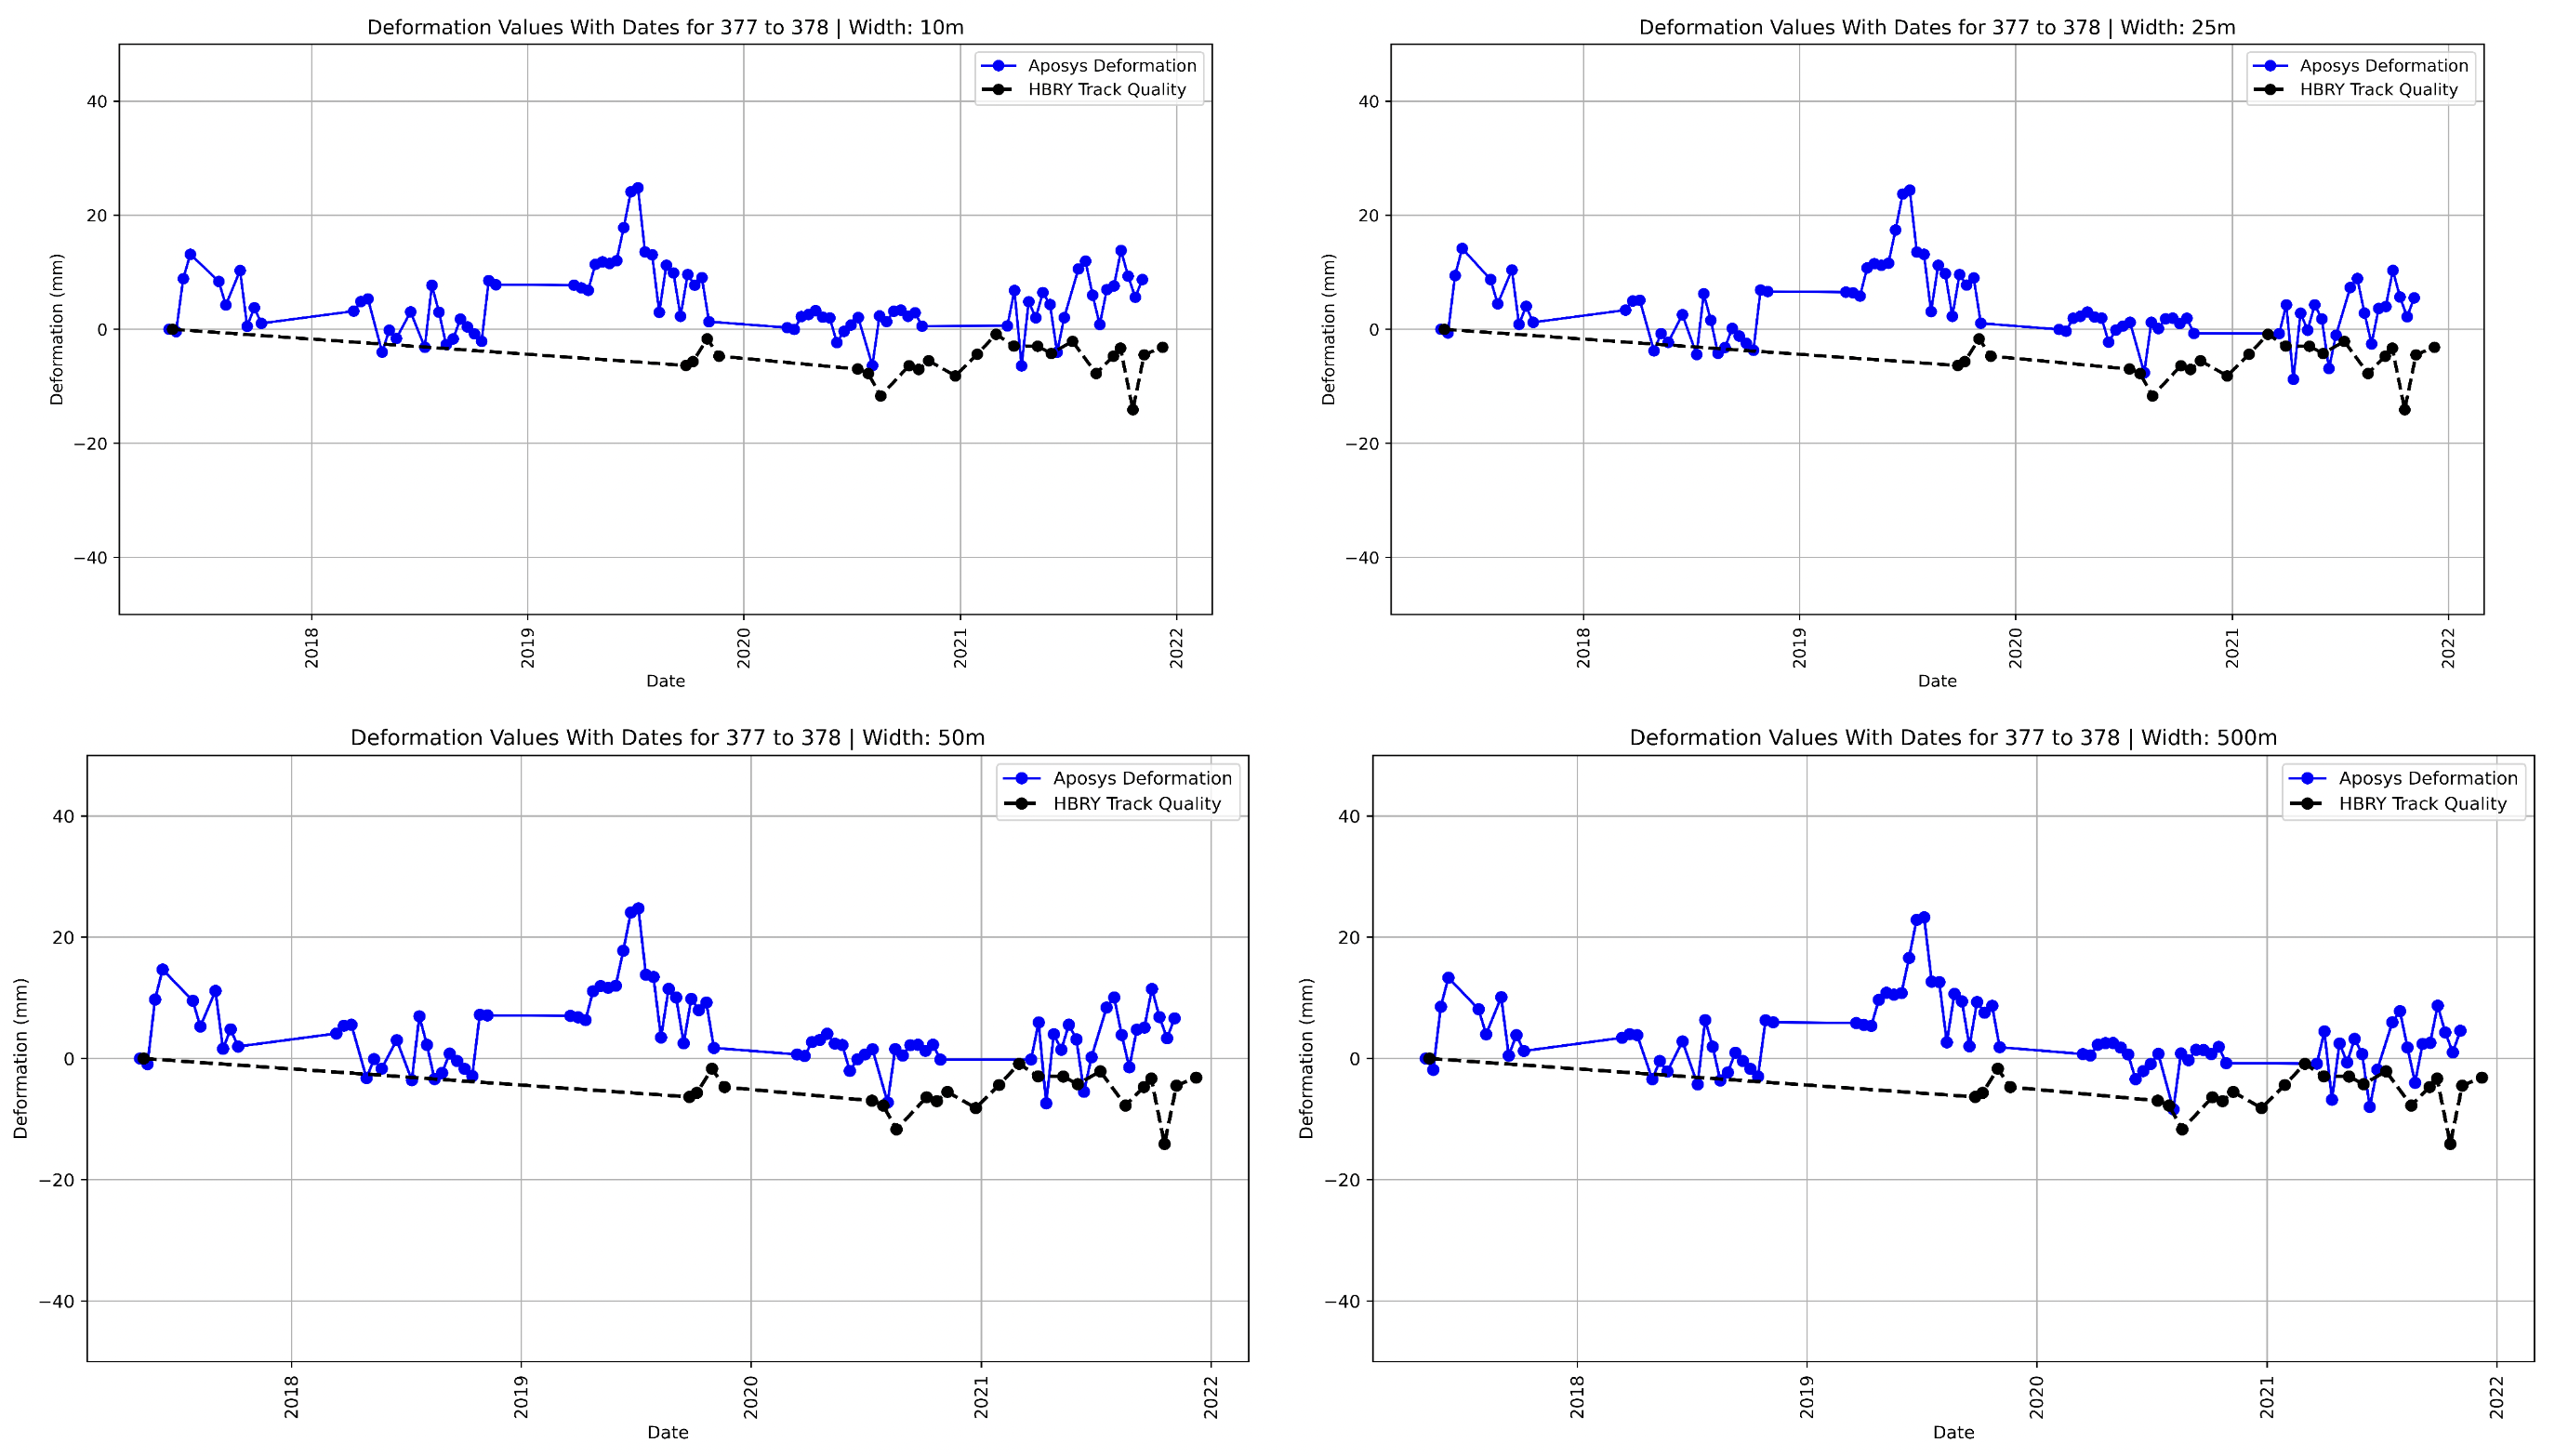 Deformation Values With Dates for 377 to 378 | Width: 10m
Aposys Deformation
HBRY Track Quality
40
20
0
−20
−40
Deformation (mm)
2018
2019
2020
2021
2022
Date
Deformation Values With Dates for 377 to 378 | Width: 25m
Aposys Deformation
HBRY Track Quality
40
20
0
−20
−40
Deformation (mm)
2018
2019
2020
2021
2022
Date
Deformation Values With Dates for 377 to 378 | Width: 50m
Aposys Deformation
HBRY Track Quality
40
20
0
−20
−40
Deformation (mm)
2018
2019
2020
2021
2022
Date
Deformation Values With Dates for 377 to 378 | Width: 500m
Aposys Deformation
HBRY Track Quality
40
20
0
−20
−40
Deformation (mm)
2018
2019
2020
2021
2022
Date